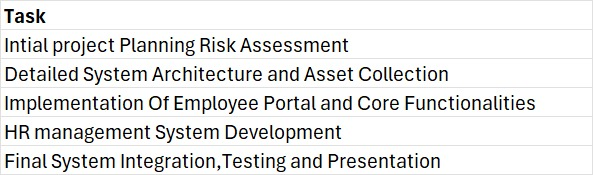 Task
Intial project Planning Risk Assessment
Detailed System Architecture and Asset Collection
Implementation Of Employee Portal and Core Functionalities
HR management System Development
Final System Integration,Testing and Presentation